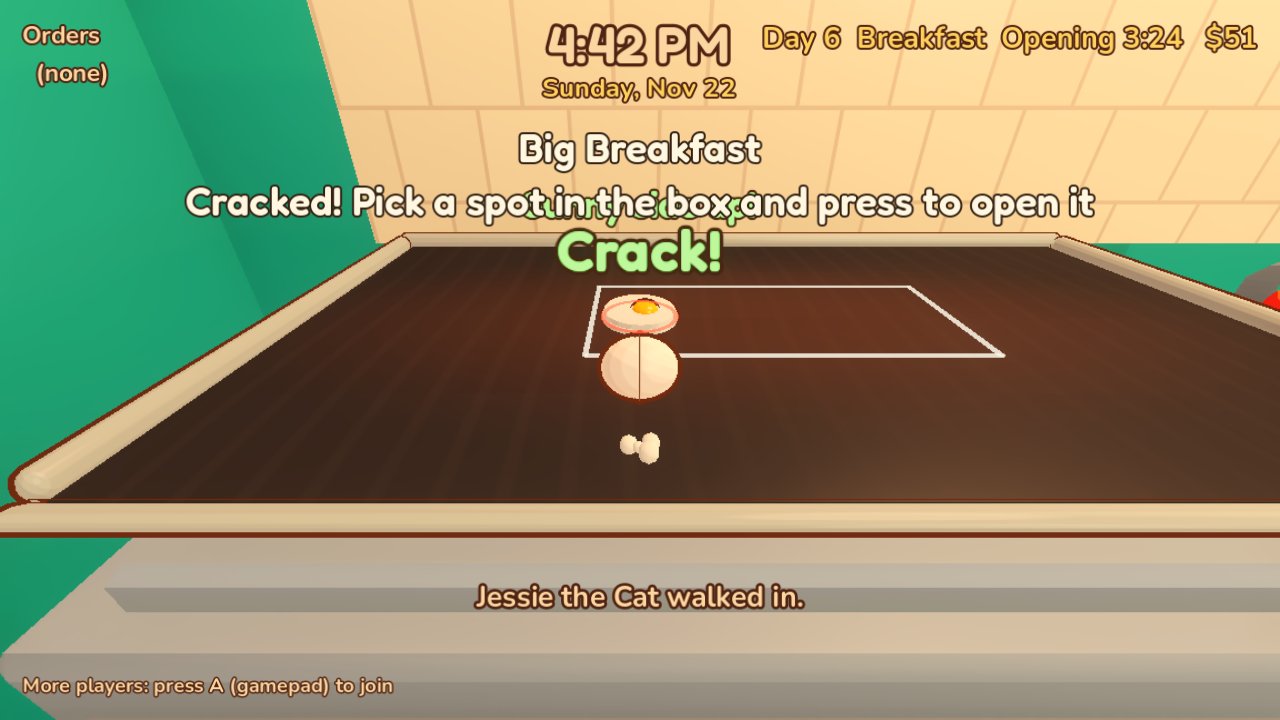 Orders
(none)
4:42 PM
Sunday, Nov 22
Day 6 Breakfast Opening 3:24 $51
Big Breakfast
Cracked! Pick a spot in the box and press to open it
Crack!
Jessie the Cat walked in.
More players: press A (gamepad) to join